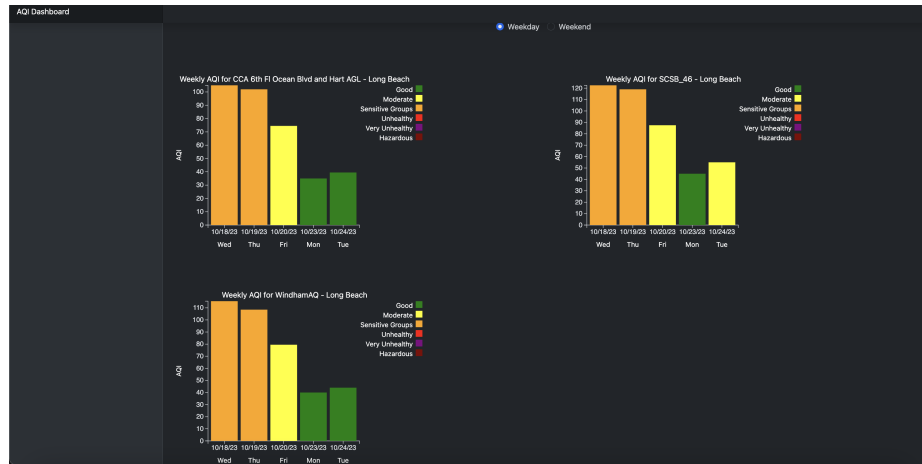 AQI Dashboard
Weekday Weekend
Weekly AQI for CCA 6th Fl Ocean Blvd and Hart AGL - Long Beach
Good
Moderate
Sensitive Groups
Unhealthy
Very Unhealthy
Hazardous
AQI
100
90
80
70
60
50
40
30
20
10
0
10/18/23 10/19/23 10/20/23 10/23/23 10/24/23
Wed Thu Fri Mon Tue
Weekly AQI for SCSB_46 - Long Beach
Good
Moderate
Sensitive Groups
Unhealthy
Very Unhealthy
Hazardous
AQI
120
110
100
90
80
70
60
50
40
30
20
10
0
10/18/23 10/19/23 10/20/23 10/23/23 10/24/23
Wed Thu Fri Mon Tue
Weekly AQI for WindhamAQ - Long Beach
Good
Moderate
Sensitive Groups
Unhealthy
Very Unhealthy
Hazardous
AQI
110
100
90
80
70
60
50
40
30
20
10
0
10/18/23 10/19/23 10/20/23 10/23/23 10/24/23
Wed Thu Fri Mon Tue